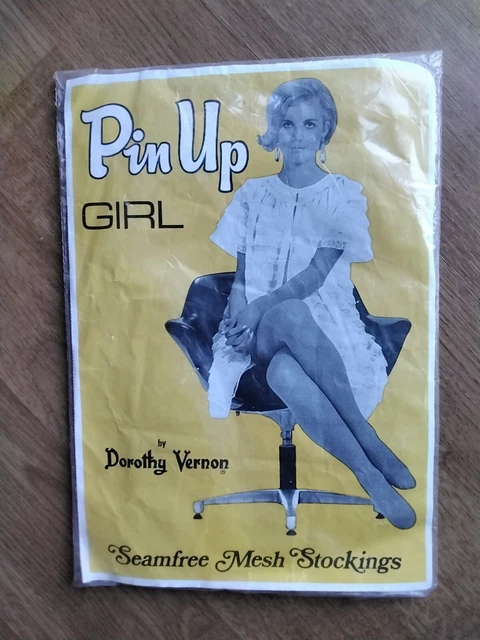 Pin Up
GIRL
by
Dorothy Vernon®
Seamfree Mesh Stockings